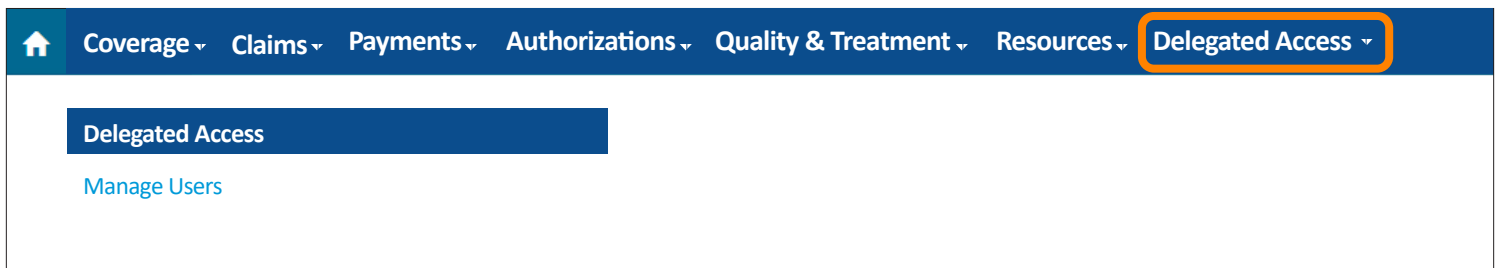 Coverage Claims Payments Authorizations Quality & Treatment Resources Delegated Access
Delegated Access
Manage Users